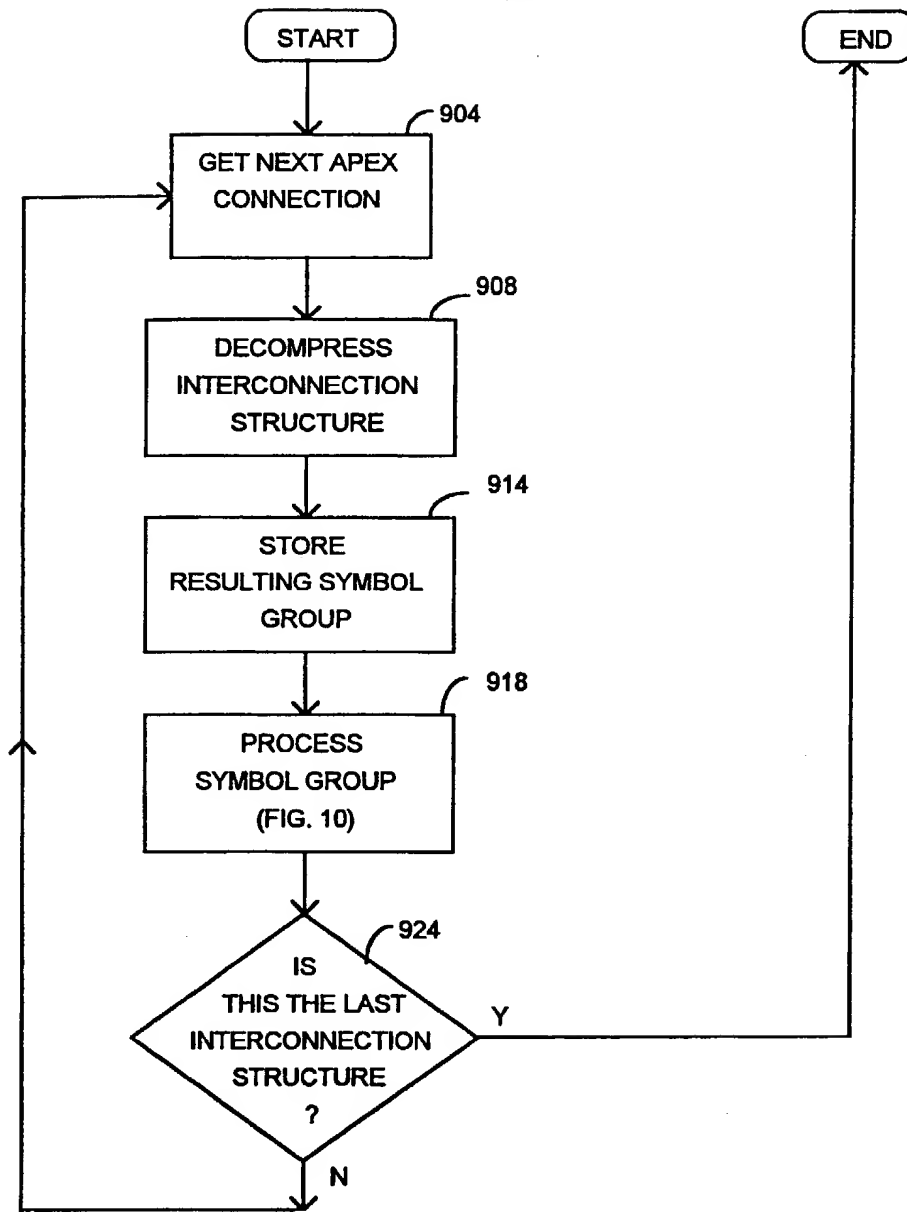 START
END
904
GET NEXT APEX
CONNECTION
908
DECOMPRESS
INTERCONNECTION
STRUCTURE
914
STORE
RESULTING SYMBOL
GROUP
918
PROCESS
SYMBOL GROUP
(FIG. 10)
924
IS
THIS THE LAST
INTERCONNECTION
STRUCTURE
?
Y
N